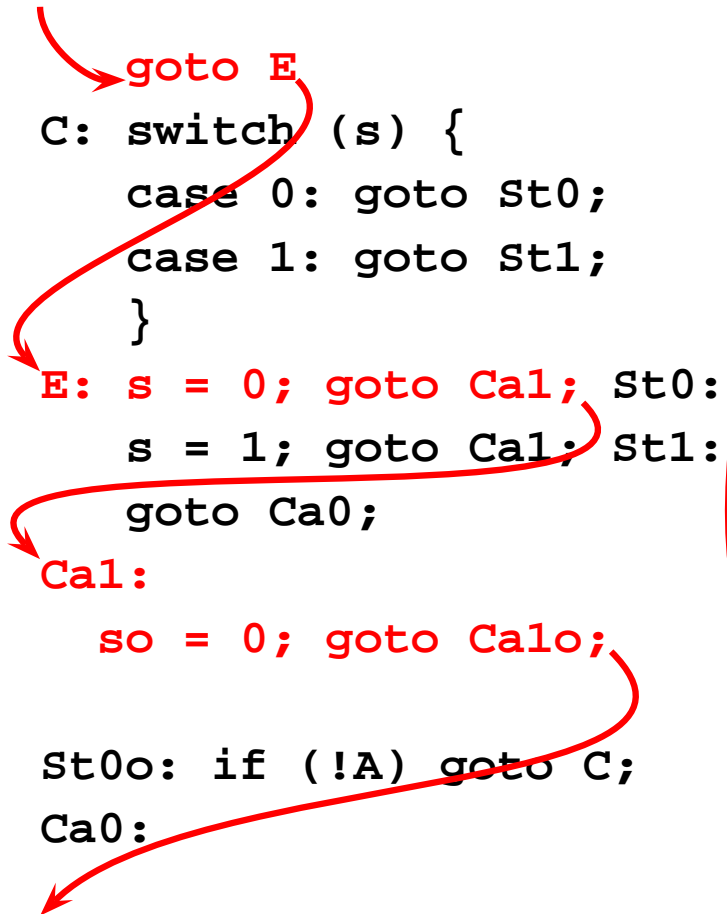 goto E
C: switch (s) {
case 0: goto St0;
case 1: goto St1;
}
E: s = 0; goto Ca1; St0:
s = 1; goto Ca1; St1:
goto Ca0;
Ca1:
so = 0; goto Ca1o;
St0o: if (!A) goto C;
Ca0: